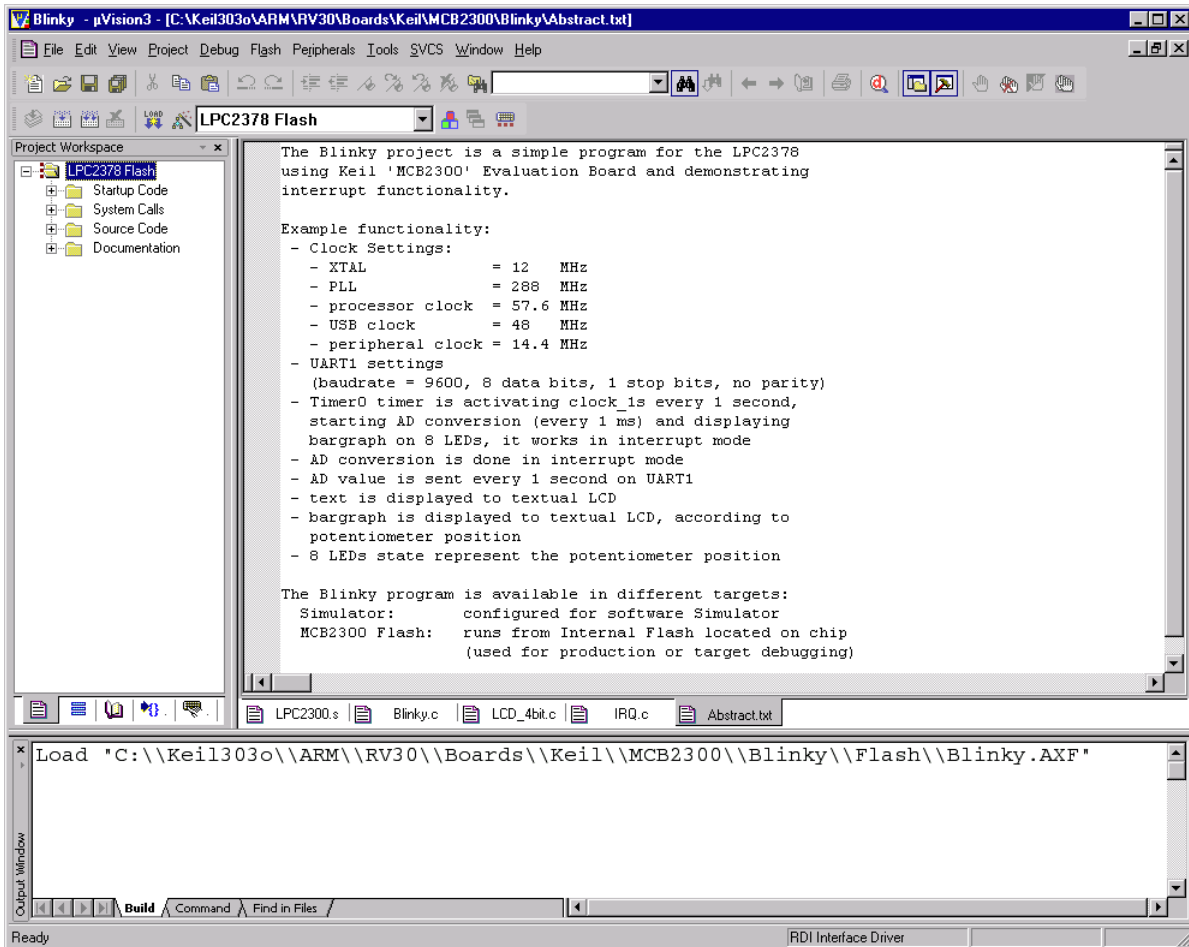 Blinky - µVision3 - [C:\Keil303o\ARM\RV30\Boards\Keil\MCB2300\Blinky\Abstract.txt]
File Edit View Project Debug Flash Peripherals Tools SVCS Window Help
LOAD LPC2378 Flash
Project Workspace
LPC2378 Flash
Startup Code
System Calls
Source Code
Documentation
The Blinky project is a simple program for the LPC2378
using Keil 'MCB2300' Evaluation Board and demonstrating
interrupt functionality.
Example functionality:
- Clock Settings:
- XTAL = 12 MHz
- PLL = 288 MHz
- processor clock = 57.6 MHz
- USB clock = 48 MHz
- peripheral clock = 14.4 MHz
- UART1 settings
(baudrate = 9600, 8 data bits, 1 stop bits, no parity)
- Timer0 timer is activating clock_1s every 1 second,
starting AD conversion (every 1 ms) and displaying
bargraph on 8 LEDs, it works in interrupt mode
- AD conversion is done in interrupt mode
- AD value is sent every 1 second on UART1
- text is displayed to textual LCD
- bargraph is displayed to textual LCD, according to
potentiometer position
- 8 LEDs state represent the potentiometer position
The Blinky program is available in different targets:
Simulator: configured for software Simulator
MCB2300 Flash: runs from Internal Flash located on chip
(used for production or target debugging)
LPC2300.s Blinky.c LCD_4bit.c IRQ.c Abstract.txt
Load "C:\\Keil303o\\ARM\\RV30\\Boards\\Keil\\MCB2300\\Blinky\\Flash\\Blinky.AXF"
Output Window
Build Command Find in Files
Ready RDI Interface Driver